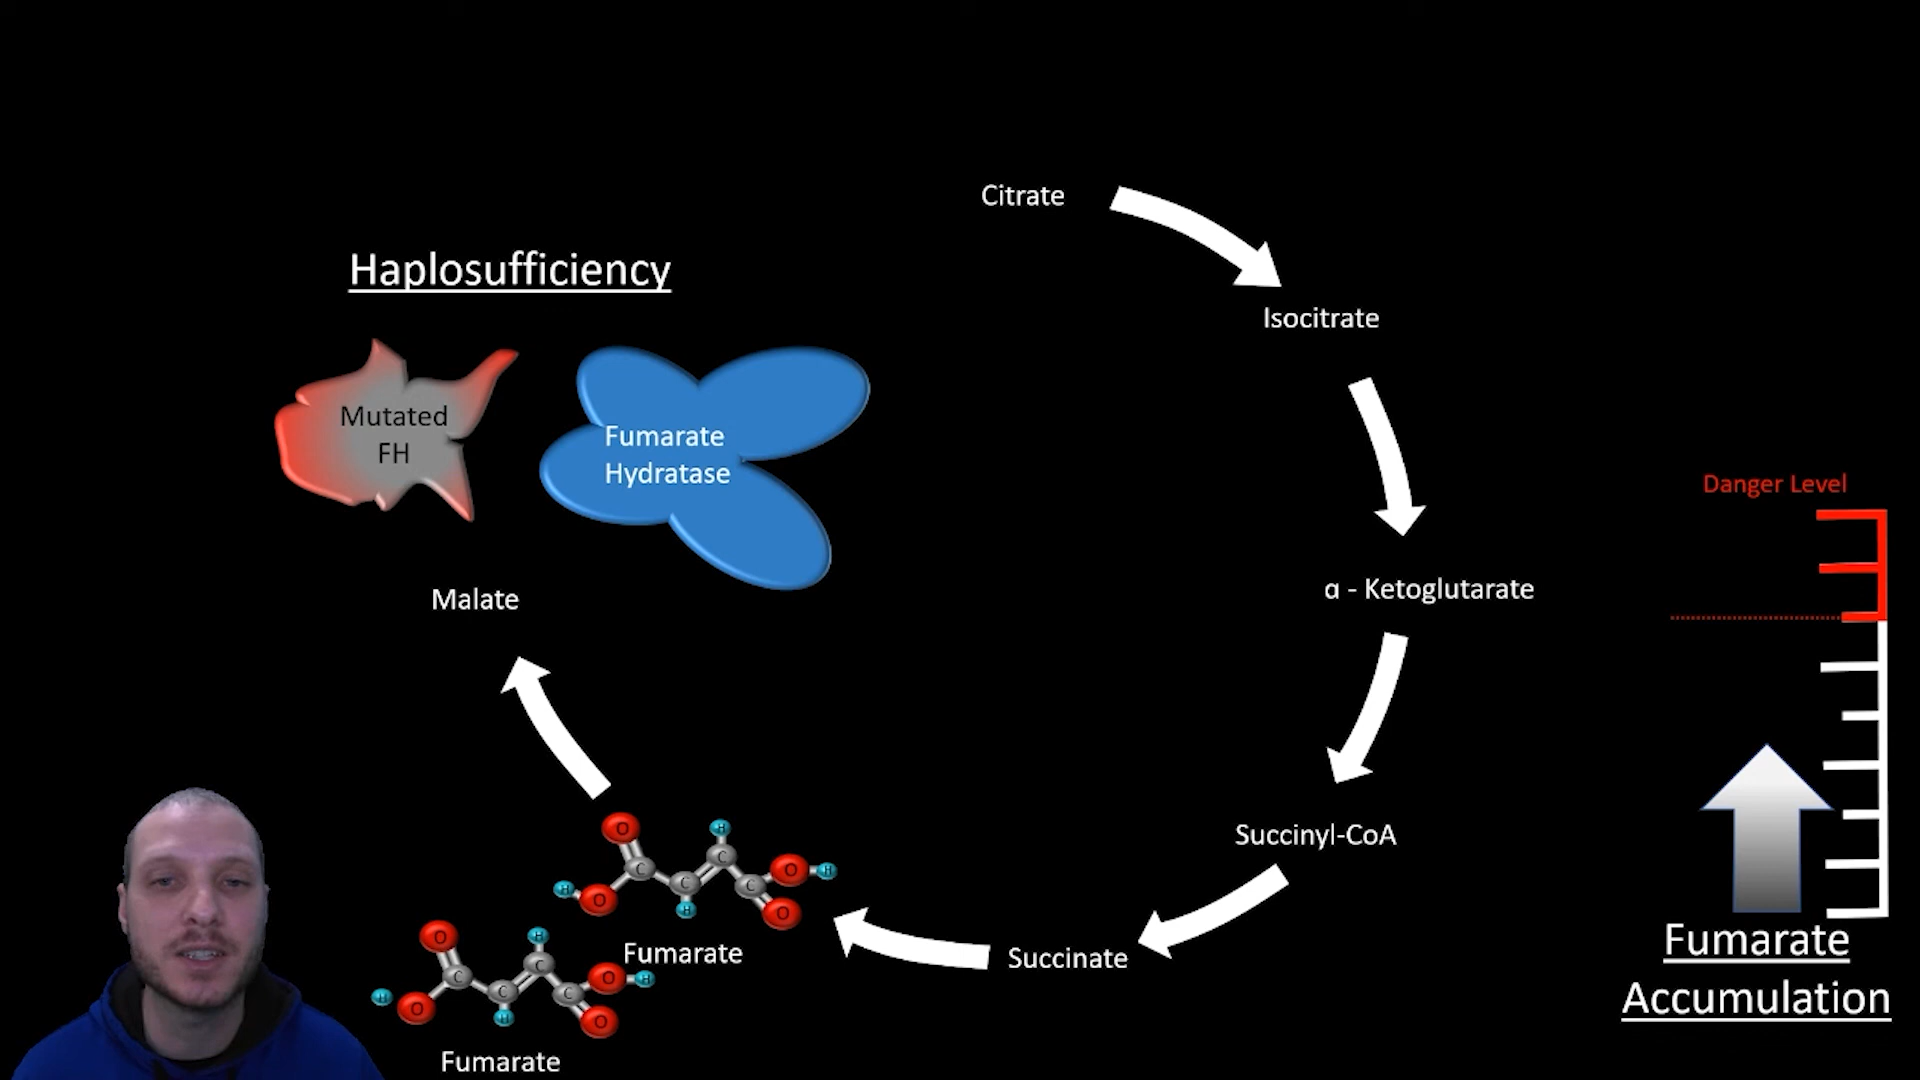 Citrate
Haplosufficiency
Isocitrate
Mutated
FH
Fumarate
Hydratase
Danger Level
α - Ketoglutarate
Malate
Succinyl-CoA
O
H
C
C
O
H
H
O
C
C
H
O
Fumarate
Succinate
O
H
C
C
O
H
H
O
C
C
H
O
Fumarate
Fumarate
Accumulation